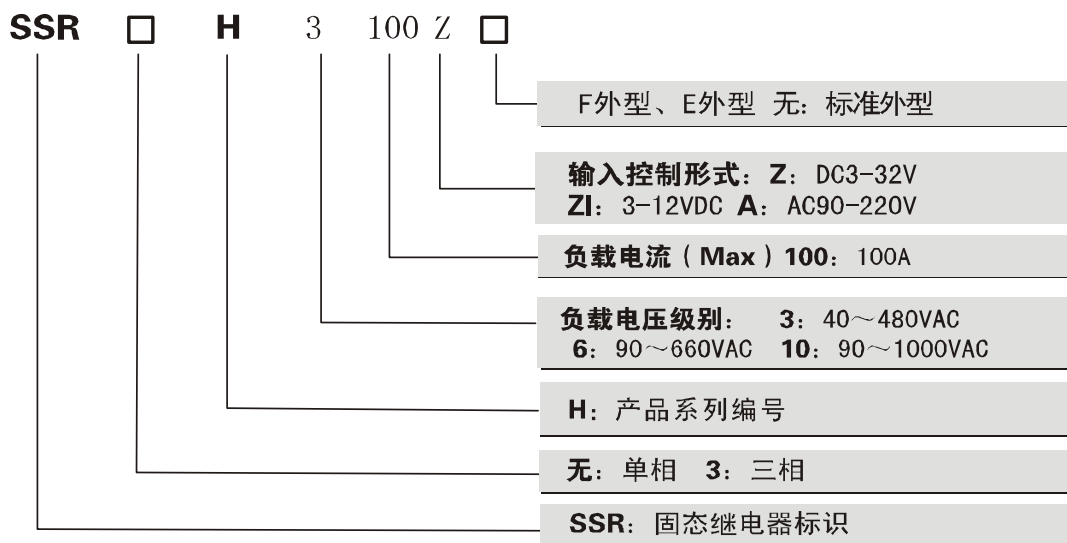 SSR □ H 3 100 Z □
F外型、E外型 无：标准外型
输入控制形式：Z：DC3-32V
ZI：3-12VDC A：AC90-220V
负载电流（Max）100：100A
负载电压级别： 3：40～480VAC
6：90～660VAC 10：90～1000VAC
H：产品系列编号
无：单相 3：三相
SSR：固态继电器标识